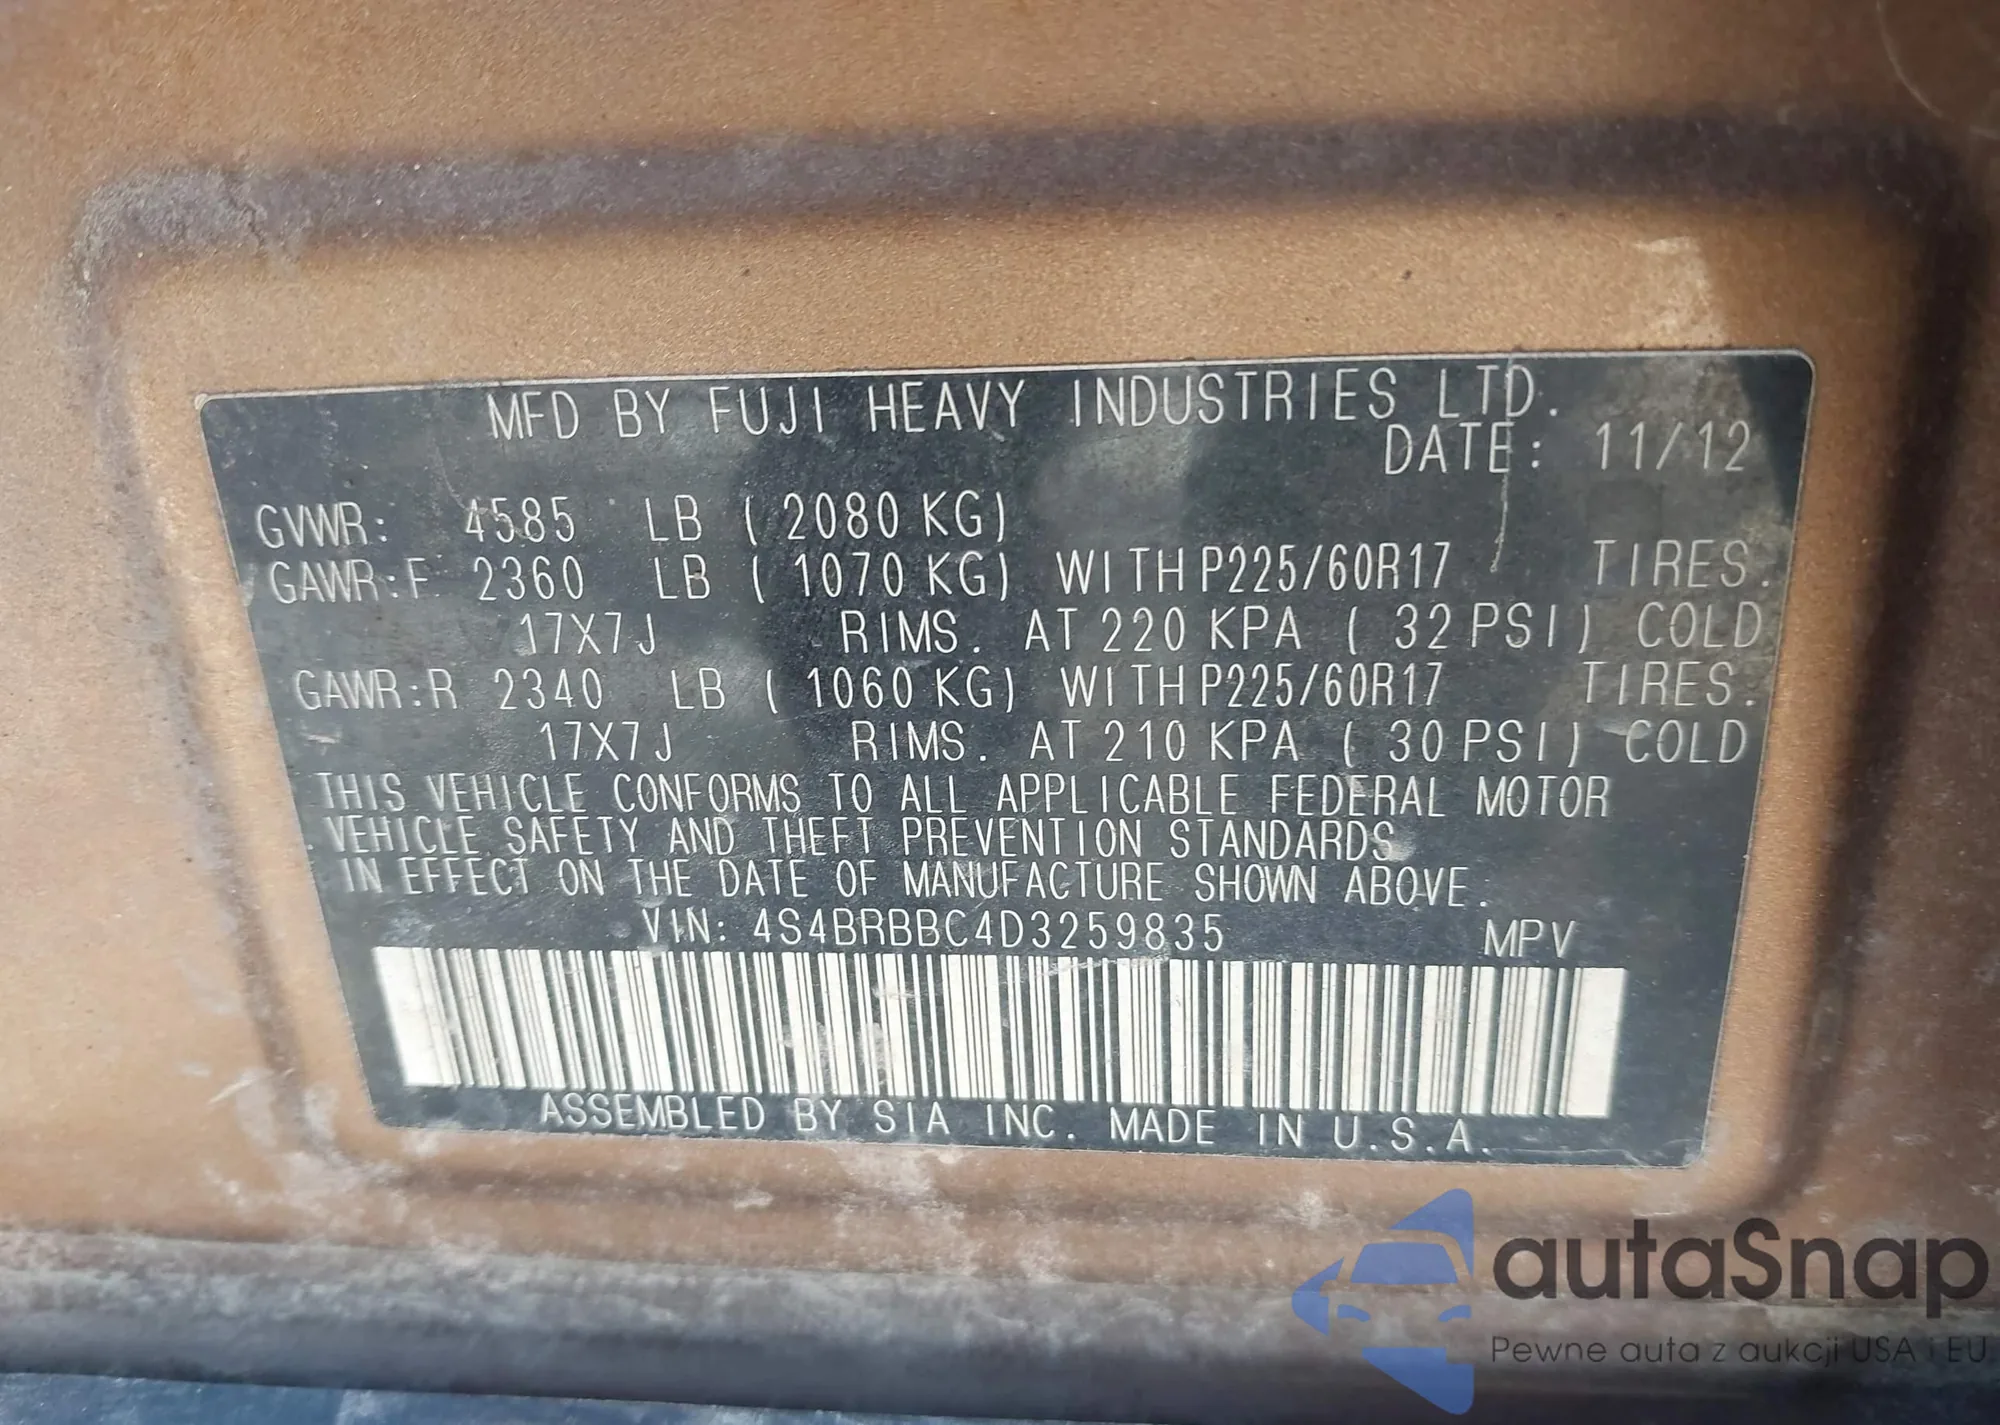 MFD BY FUJI HEAVY INDUSTRIES LTD.
DATE: 11/12
GVWR: 4585 LB ( 2080 KG)
GAWR:F 2360 LB ( 1070 KG) WITH P225/60R17 TIRES.
17X7J RIMS. AT 220 KPA ( 32 PSI) COLD
GAWR:R 2340 LB ( 1060 KG) WITH P225/60R17 TIRES.
17X7J RIMS. AT 210 KPA ( 30 PSI) COLD
THIS VEHICLE CONFORMS TO ALL APPLICABLE FEDERAL MOTOR
VEHICLE SAFETY AND THEFT PREVENTION STANDARDS
IN EFFECT ON THE DATE OF MANUFACTURE SHOWN ABOVE.
VIN: 4S4BRBBC4D3259835 MPV
ASSEMBLED BY SIA INC. MADE IN U.S.A.
autaSnap
Pewne auta z aukcji USA i EU